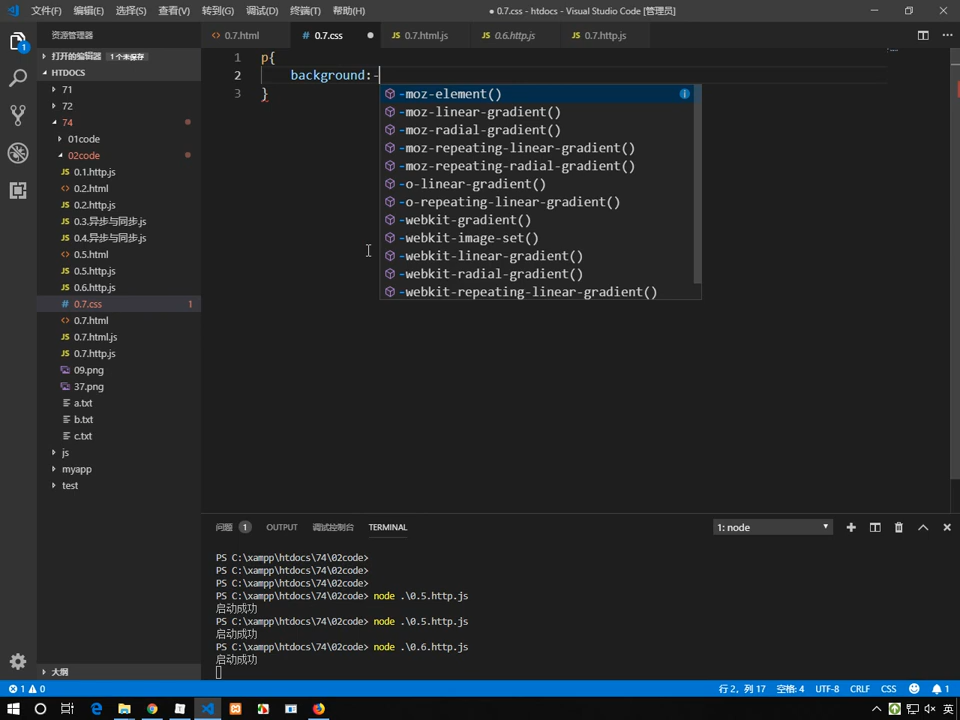 文件(F) 编辑(E) 选择(S) 查看(V) 转到(G) 调试(D) 终端(T) 帮助(H) ● 0.7.css - htdocs - Visual Studio Code [管理员]
资源管理器
打开的编辑器 1 个未保存
HTDOCS
71
72
74
01code
02code
JS 0.1.http.js
<> 0.2.html
JS 0.2.http.js
JS 0.3.异步与同步.js
JS 0.4.异步与同步.js
<> 0.5.html
JS 0.5.http.js
JS 0.6.http.js
# 0.7.css 1
<> 0.7.html
JS 0.7.html.js
JS 0.7.http.js
09.png
37.png
a.txt
b.txt
c.txt
js
myapp
test
大纲
<> 0.7.html # 0.7.css ● JS 0.7.html.js JS 0.6.http.js JS 0.7.http.js
1 p{
2 background:-
3 }
-moz-element()
-moz-linear-gradient()
-moz-radial-gradient()
-moz-repeating-linear-gradient()
-moz-repeating-radial-gradient()
-o-linear-gradient()
-o-repeating-linear-gradient()
-webkit-gradient()
-webkit-image-set()
-webkit-linear-gradient()
-webkit-radial-gradient()
-webkit-repeating-linear-gradient()
问题 1 OUTPUT 调试控制台 TERMINAL 1: node
PS C:\xampp\htdocs\74\02code>
PS C:\xampp\htdocs\74\02code>
PS C:\xampp\htdocs\74\02code>
PS C:\xampp\htdocs\74\02code> node .\0.5.http.js
启动成功
PS C:\xampp\htdocs\74\02code> node .\0.5.http.js
启动成功
PS C:\xampp\htdocs\74\02code> node .\0.6.http.js
启动成功
1 0 行 2，列 17 空格: 4 UTF-8 CRLF CSS 1
英